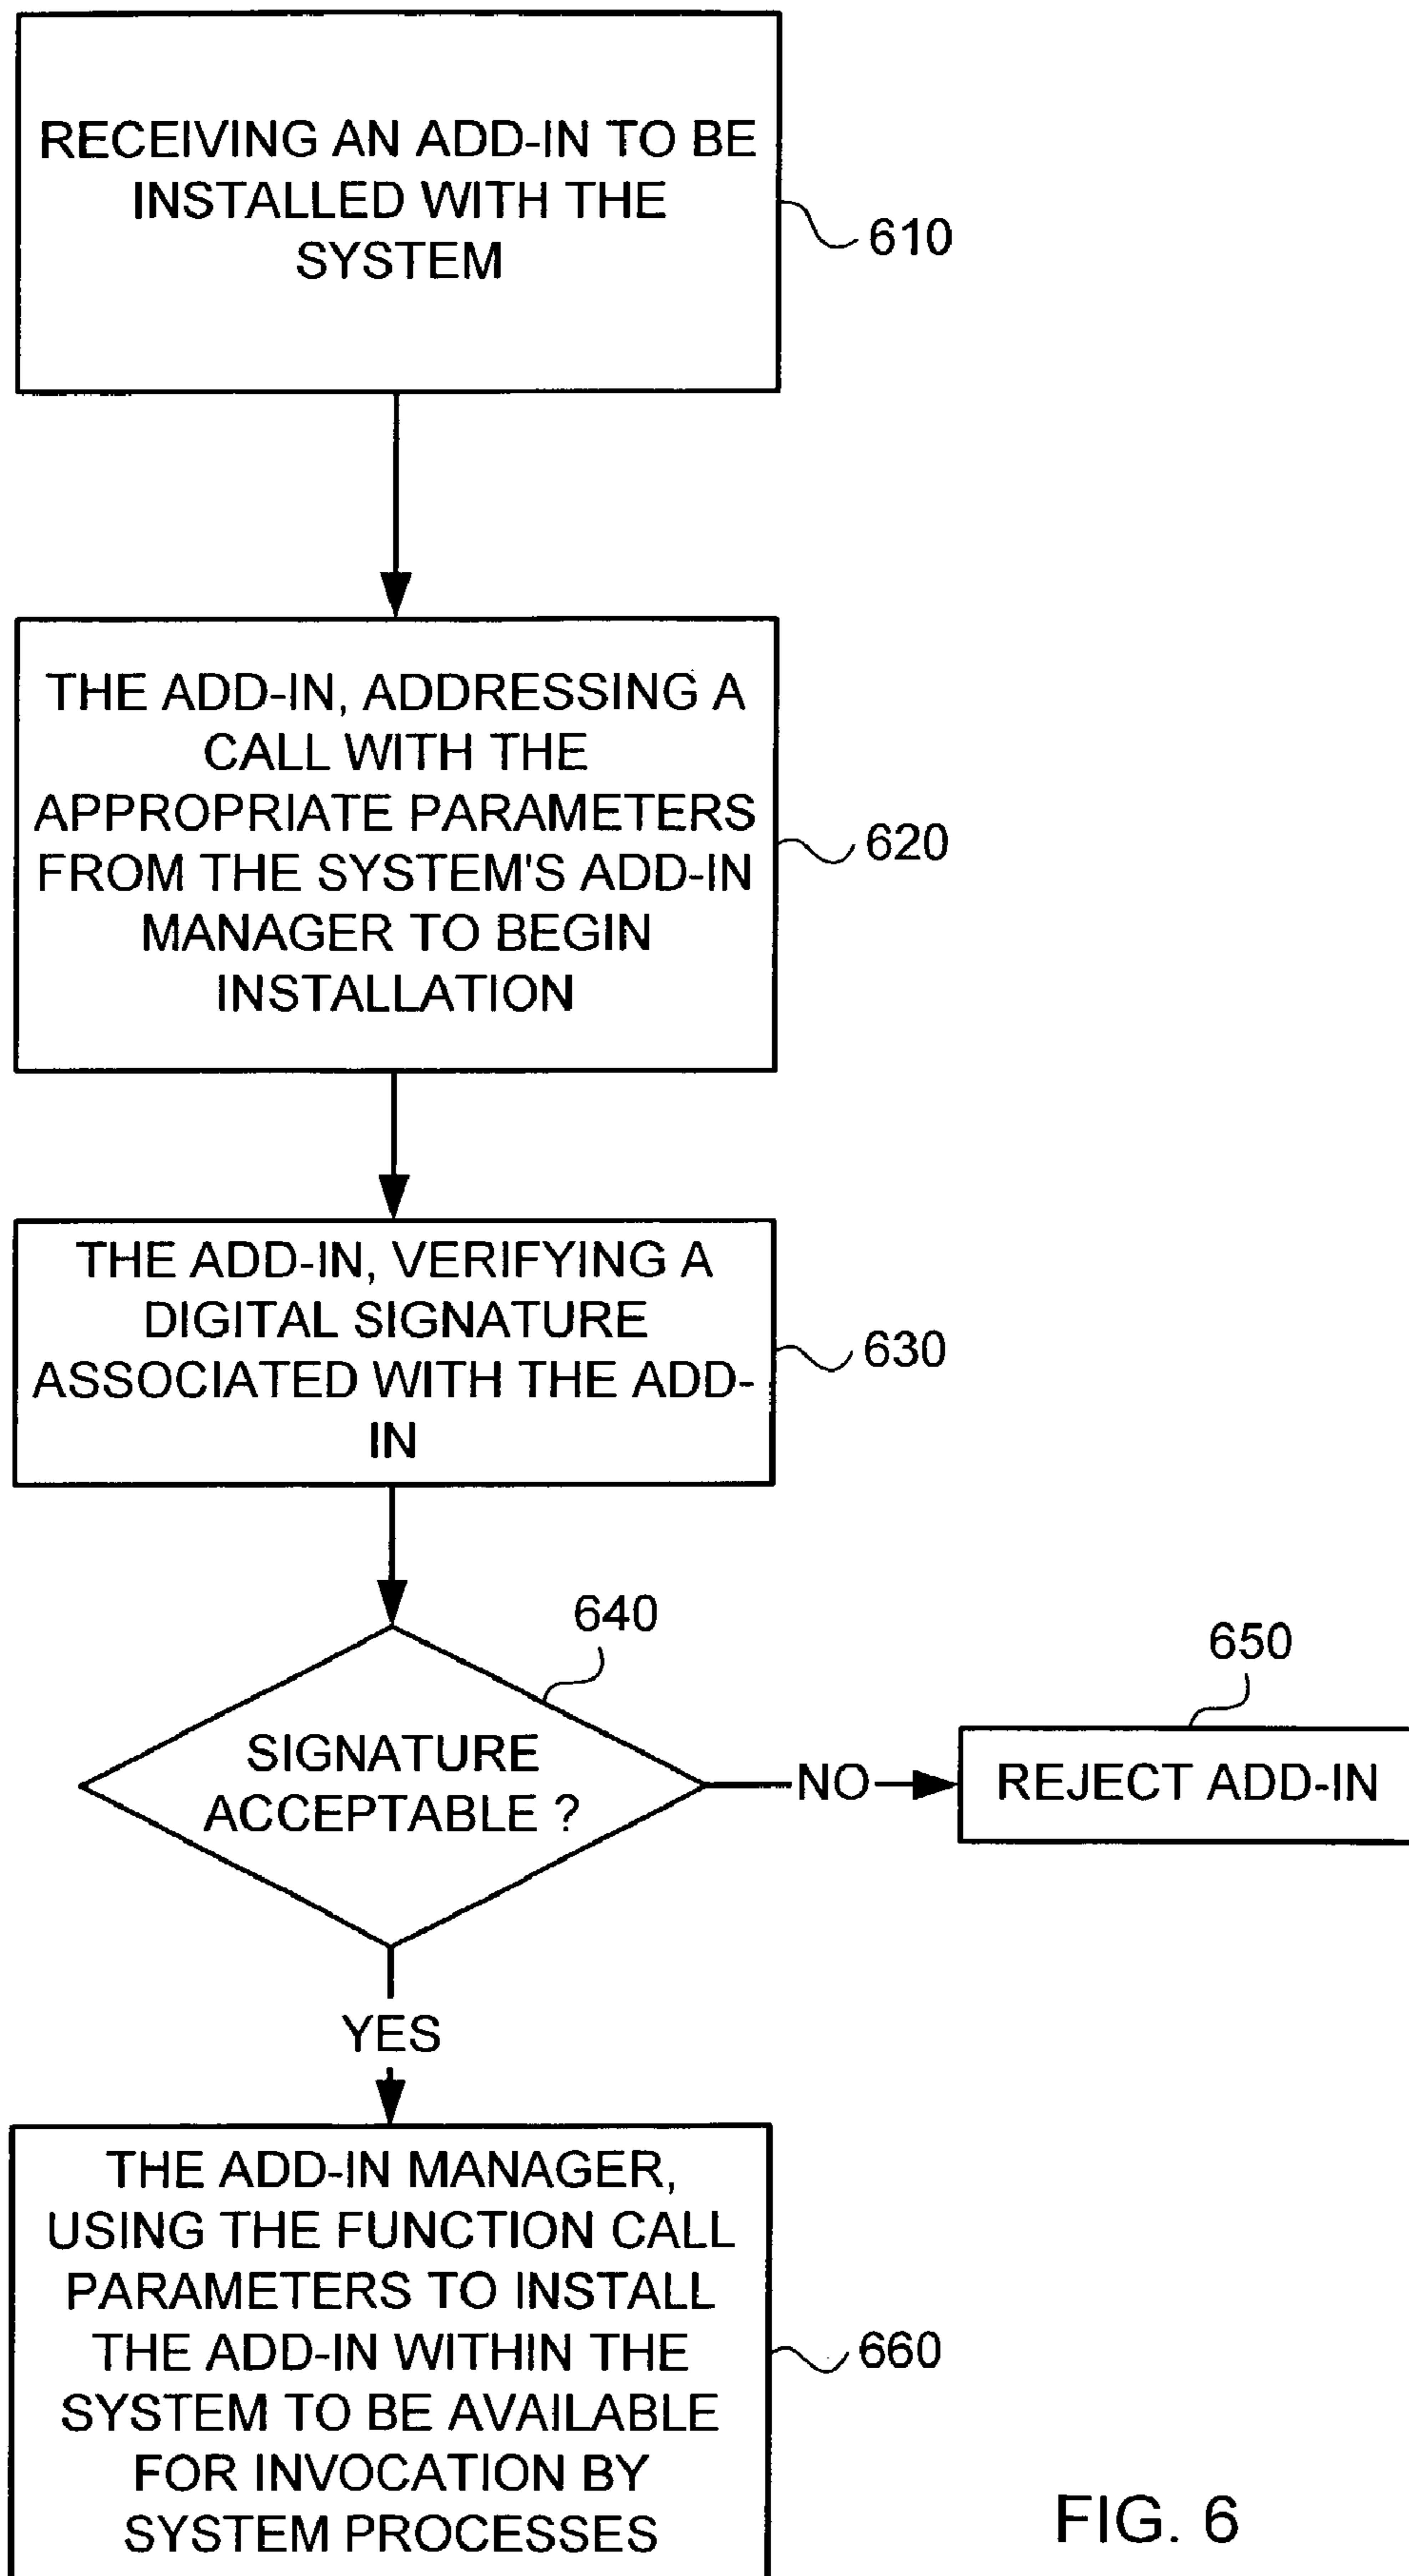 RECEIVING AN ADD-IN TO BE
INSTALLED WITH THE
SYSTEM
610
THE ADD-IN, ADDRESSING A
CALL WITH THE
APPROPRIATE PARAMETERS
FROM THE SYSTEM'S ADD-IN
MANAGER TO BEGIN
INSTALLATION
620
THE ADD-IN, VERIFYING A
DIGITAL SIGNATURE
ASSOCIATED WITH THE ADD-
IN
630
640
SIGNATURE
ACCEPTABLE ?
NO
650
REJECT ADD-IN
YES
THE ADD-IN MANAGER,
USING THE FUNCTION CALL
PARAMETERS TO INSTALL
THE ADD-IN WITHIN THE
SYSTEM TO BE AVAILABLE
FOR INVOCATION BY
SYSTEM PROCESSES
660
FIG. 6